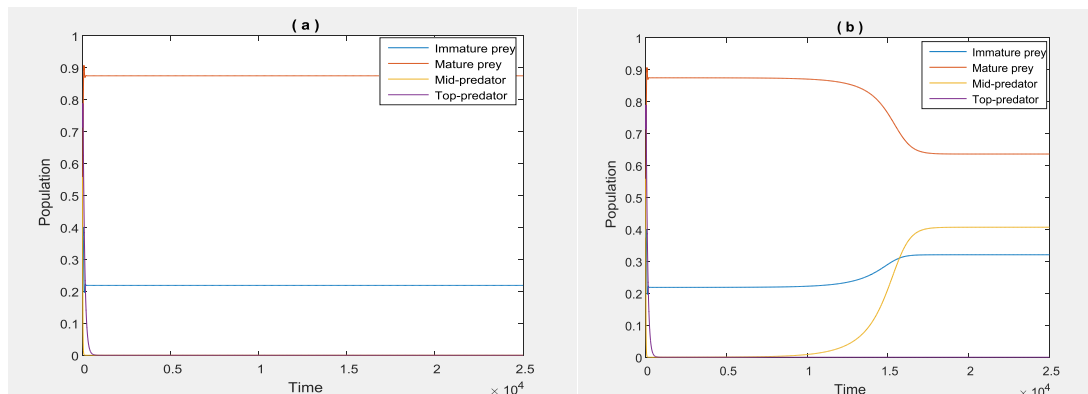 ( a )
Immature prey
Mature prey
Mid-predator
Top-predator
Population
1
0.9
0.8
0.7
0.6
0.5
0.4
0.3
0.2
0.1
0
0 0.5 1 1.5 2 2.5
Time
× 10^4
( b )
Immature prey
Mature prey
Mid-predator
Top-predator
Population
1
0.9
0.8
0.7
0.6
0.5
0.4
0.3
0.2
0.1
0
0 0.5 1 1.5 2 2.5
Time
× 10^4